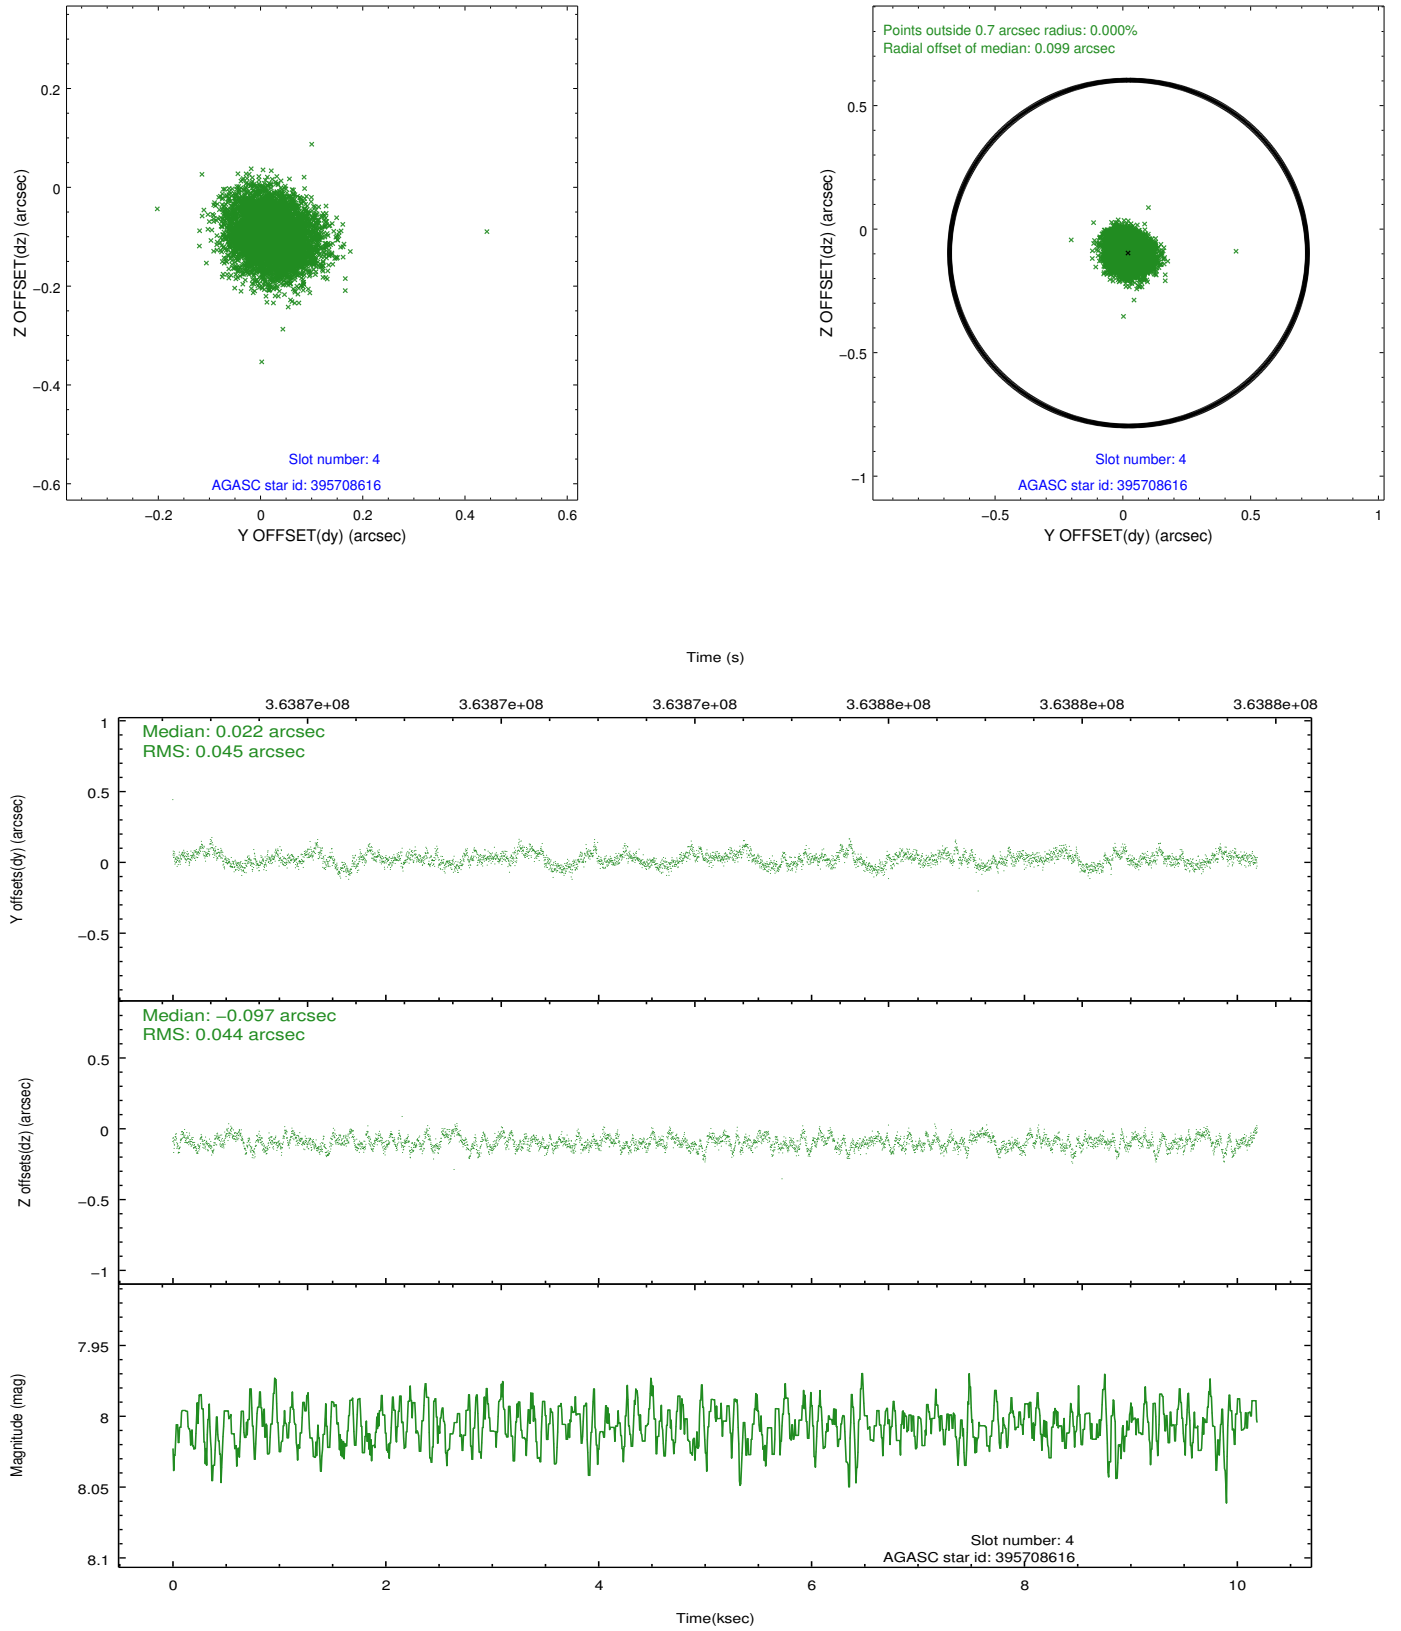 0.2
0
−0.2
−0.4
−0.6
Z OFFSET(dz) (arcsec)
Slot number: 4
AGASC star id: 395708616
−0.2
0
0.2
0.4
0.6
Y OFFSET(dy) (arcsec)
Points outside 0.7 arcsec radius: 0.000%
Radial offset of median: 0.099 arcsec
0.5
0
−0.5
−1
Z OFFSET(dz) (arcsec)
Slot number: 4
AGASC star id: 395708616
−0.5
0
0.5
1
Y OFFSET(dy) (arcsec)
Time (s)
3.6387e+08
3.6387e+08
3.6387e+08
3.6388e+08
3.6388e+08
3.6388e+08
Median: 0.022 arcsec
RMS: 0.045 arcsec
1
0.5
0
−0.5
Y offsets(dy) (arcsec)
Median: −0.097 arcsec
RMS: 0.044 arcsec
0.5
0
−0.5
−1
Z offsets(dz) (arcsec)
7.95
8
8.05
8.1
Magnitude (mag)
Slot number: 4
AGASC star id: 395708616
0
2
4
6
8
10
Time(ksec)